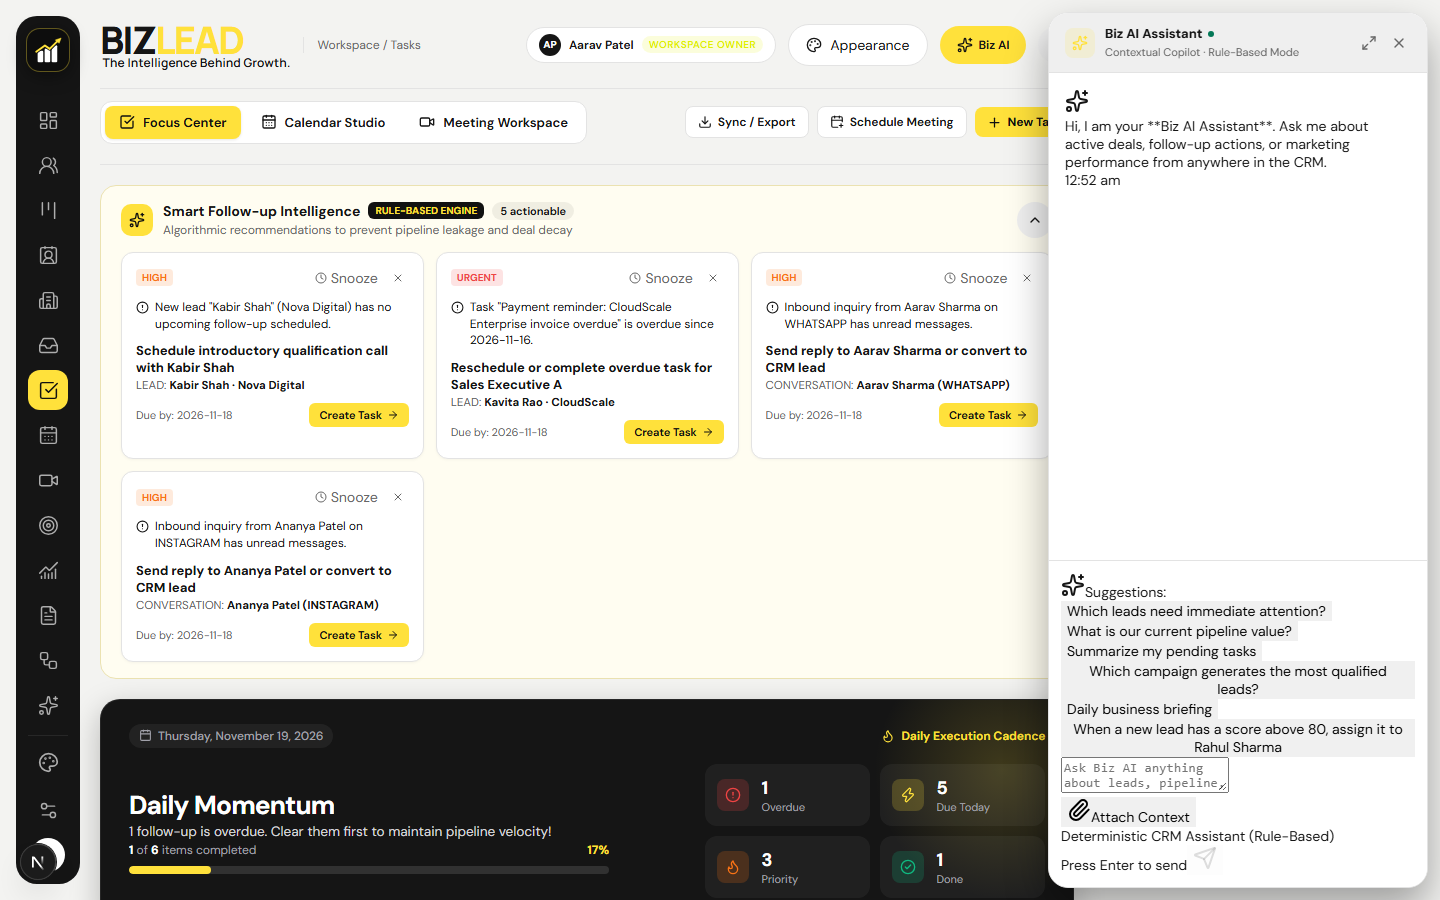 BIZLEAD
The Intelligence Behind Growth.
Workspace / Tasks
AP Aarav Patel WORKSPACE OWNER
Appearance
Biz AI
Focus Center
Calendar Studio
Meeting Workspace
Sync / Export
Schedule Meeting
New Ta
Smart Follow-up Intelligence RULE-BASED ENGINE 5 actionable
Algorithmic recommendations to prevent pipeline leakage and deal decay
HIGH Snooze
New lead "Kabir Shah" (Nova Digital) has no
upcoming follow-up scheduled.
Schedule introductory qualification call
with Kabir Shah
LEAD: Kabir Shah · Nova Digital
Due by: 2026-11-18 Create Task
URGENT Snooze
Task "Payment reminder: CloudScale
Enterprise invoice overdue" is overdue since
2026-11-16.
Reschedule or complete overdue task for
Sales Executive A
LEAD: Kavita Rao · CloudScale
Due by: 2026-11-18 Create Task
HIGH Snooze
Inbound inquiry from Aarav Sharma on
WHATSAPP has unread messages.
Send reply to Aarav Sharma or convert to
CRM lead
CONVERSATION: Aarav Sharma (WHATSAPP)
Due by: 2026-11-18 Create Task
HIGH Snooze
Inbound inquiry from Ananya Patel on
INSTAGRAM has unread messages.
Send reply to Ananya Patel or convert to
CRM lead
CONVERSATION: Ananya Patel (INSTAGRAM)
Due by: 2026-11-18 Create Task
Thursday, November 19, 2026
Daily Execution Cadence
Daily Momentum
1 follow-up is overdue. Clear them first to maintain pipeline velocity!
1 of 6 items completed 17%
1
Overdue
5
Due Today
3
Priority
1
Done
N
Biz AI Assistant
Contextual Copilot · Rule-Based Mode
Hi, I am your **Biz AI Assistant**. Ask me about
active deals, follow-up actions, or marketing
performance from anywhere in the CRM.
12:52 am
Suggestions:
Which leads need immediate attention?
What is our current pipeline value?
Summarize my pending tasks
Which campaign generates the most qualified
leads?
Daily business briefing
When a new lead has a score above 80, assign it to
Rahul Sharma
Ask Biz AI anything
about leads, pipeline,
Attach Context
Deterministic CRM Assistant (Rule-Based)
Press Enter to send